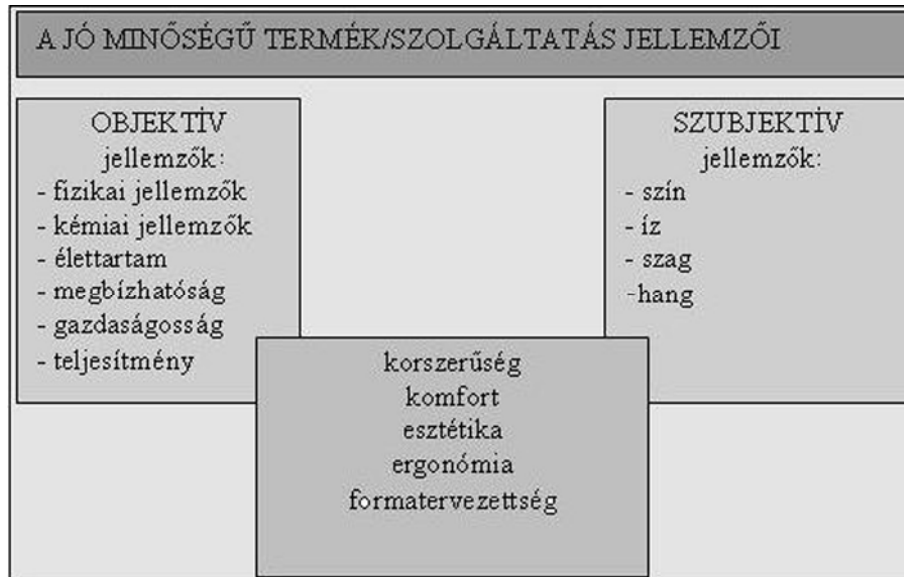 A JÓ MINŐSÉGŰ TERMÉK/SZOLGÁLTATÁS JELLEMZŐI
OBJEKTÍV
jellemzők:
- fizikai jellemzők
- kémiai jellemzők
- élettartam
- megbízhatóság
- gazdaságosság
- teljesítmény
SZUBJEKTÍV
jellemzők:
- szín
- íz
- szag
-hang
korszerűség
komfort
esztétika
ergonómia
formatervezettség